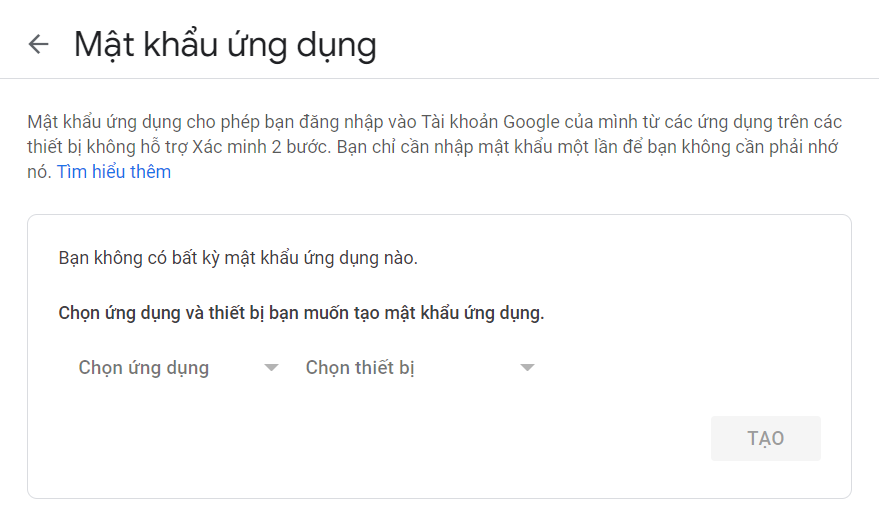 Mật khẩu ứng dụng
Mật khẩu ứng dụng cho phép bạn đăng nhập vào Tài khoản Google của mình từ các ứng dụng trên các
thiết bị không hỗ trợ Xác minh 2 bước. Bạn chỉ cần nhập mật khẩu một lần để bạn không cần phải nhớ
nó. Tìm hiểu thêm
Bạn không có bất kỳ mật khẩu ứng dụng nào.
Chọn ứng dụng và thiết bị bạn muốn tạo mật khẩu ứng dụng.
Chọn ứng dụng Chọn thiết bị
TẠO